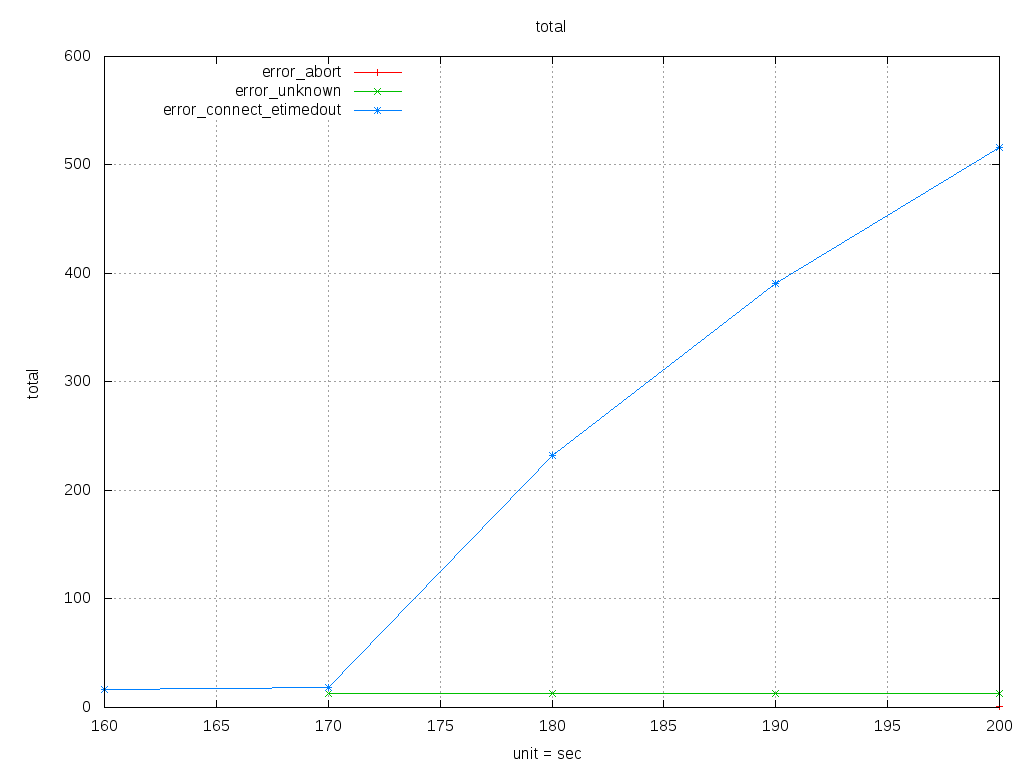 total
600
500
400
300
200
100
0
error_abort
error_unknown
error_connect_etimedout
total
160 165 170 175 180 185 190 195 200
unit = sec